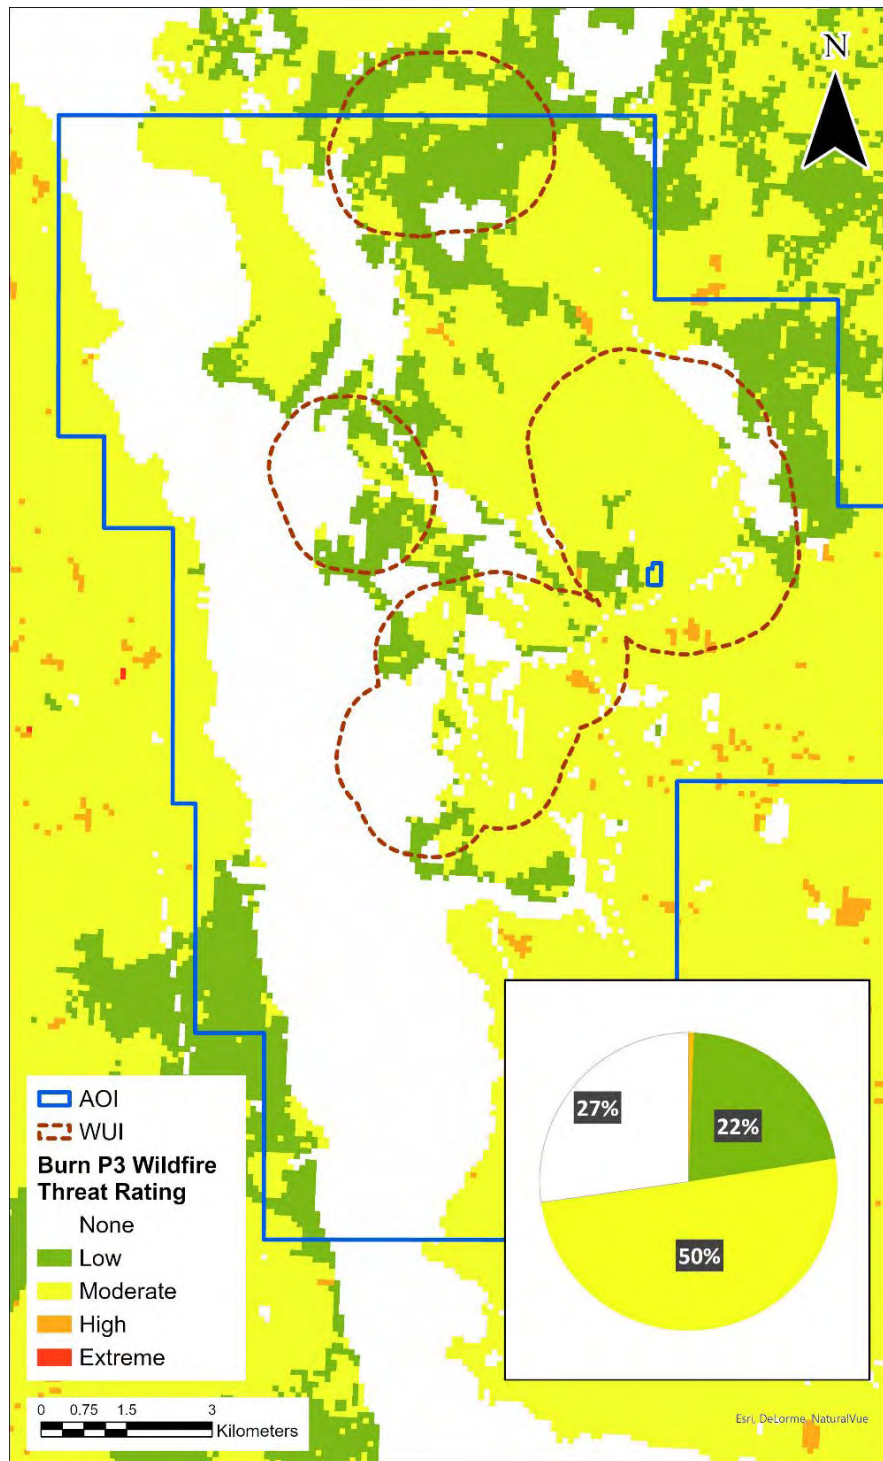 N
27%
22%
50%
AOI
WUI
Burn P3 Wildfire
Threat Rating
None
Low
Moderate
High
Extreme
0 0.75 1.5 3
Kilometers
Esri, DeLorme, NaturalVue